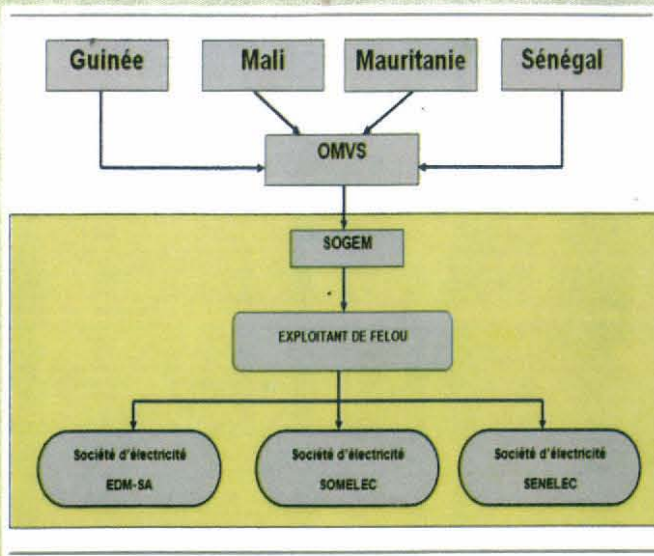 Guinée
Mali
Mauritanie
Sénégal
OMVS
SOGEM
EXPLOITANT DE FELOU
Société d'électricité
EDM-SA
Société d'électricité
SOMELEC
Société d'électricité
SENELEC